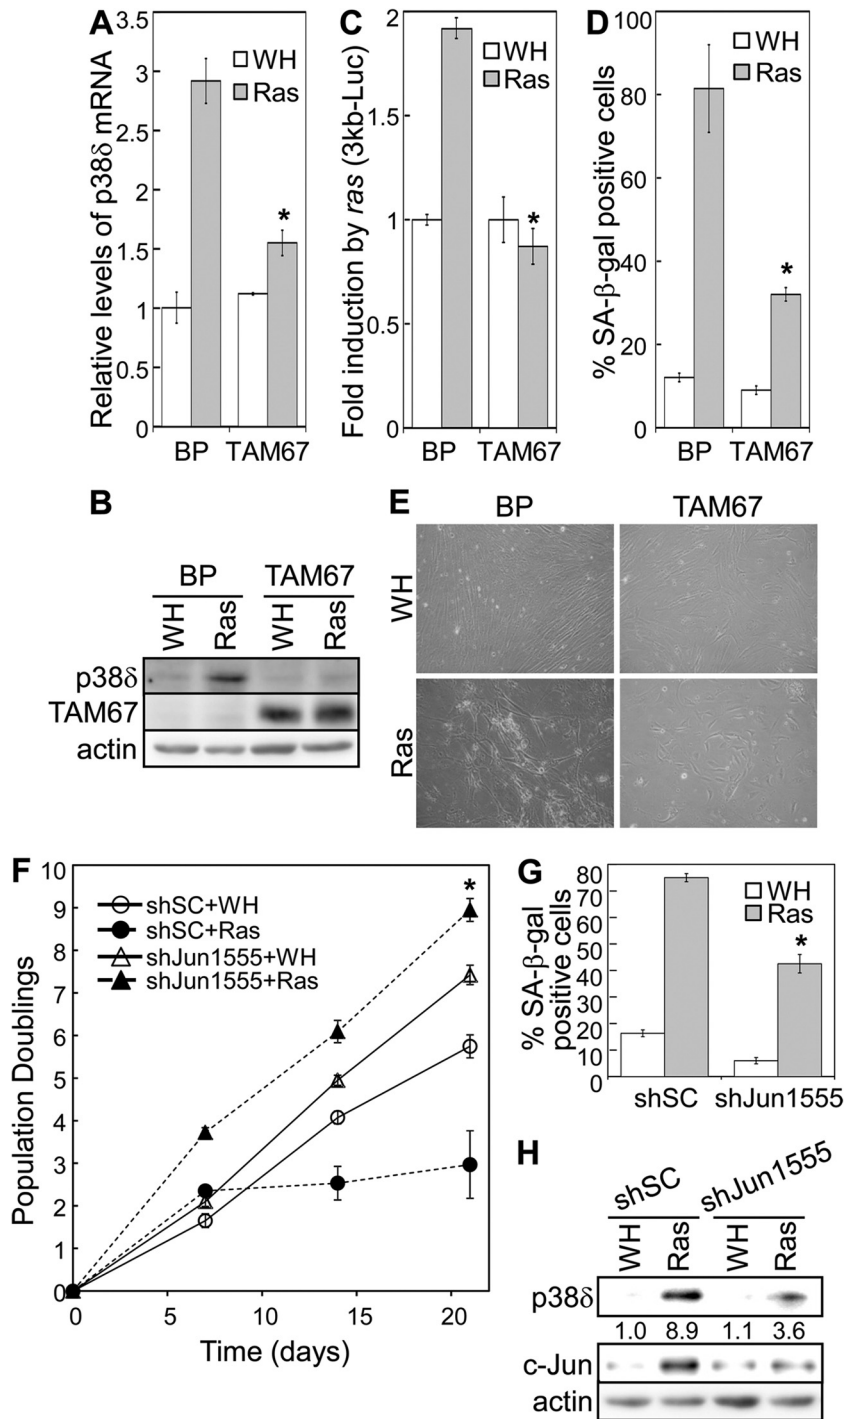 A
Relative levels of p38δ mRNA
3.5
3
2.5
2
1.5
1
0.5
0
WH
Ras
*
BP TAM67
C
Fold induction by ras (3kb-Luc)
2
1.5
1
0.5
0
WH
Ras
*
BP TAM67
D
% SA-β-gal positive cells
100
80
60
40
20
0
WH
Ras
*
BP TAM67
B
BP TAM67
WH Ras WH Ras
p38δ
TAM67
actin
E
BP TAM67
WH
Ras
F
Population Doublings
10
9
8
7
6
5
4
3
2
1
0
shSC+WH
shSC+Ras
shJun1555+WH
shJun1555+Ras
*
0 5 10 15 20
Time (days)
G
% SA-β-gal
positive cells
80
70
60
50
40
30
20
10
0
WH
Ras
*
shSC shJun1555
H
shSC shJun1555
WH Ras WH Ras
p38δ
1.0 8.9 1.1 3.6
c-Jun
actin